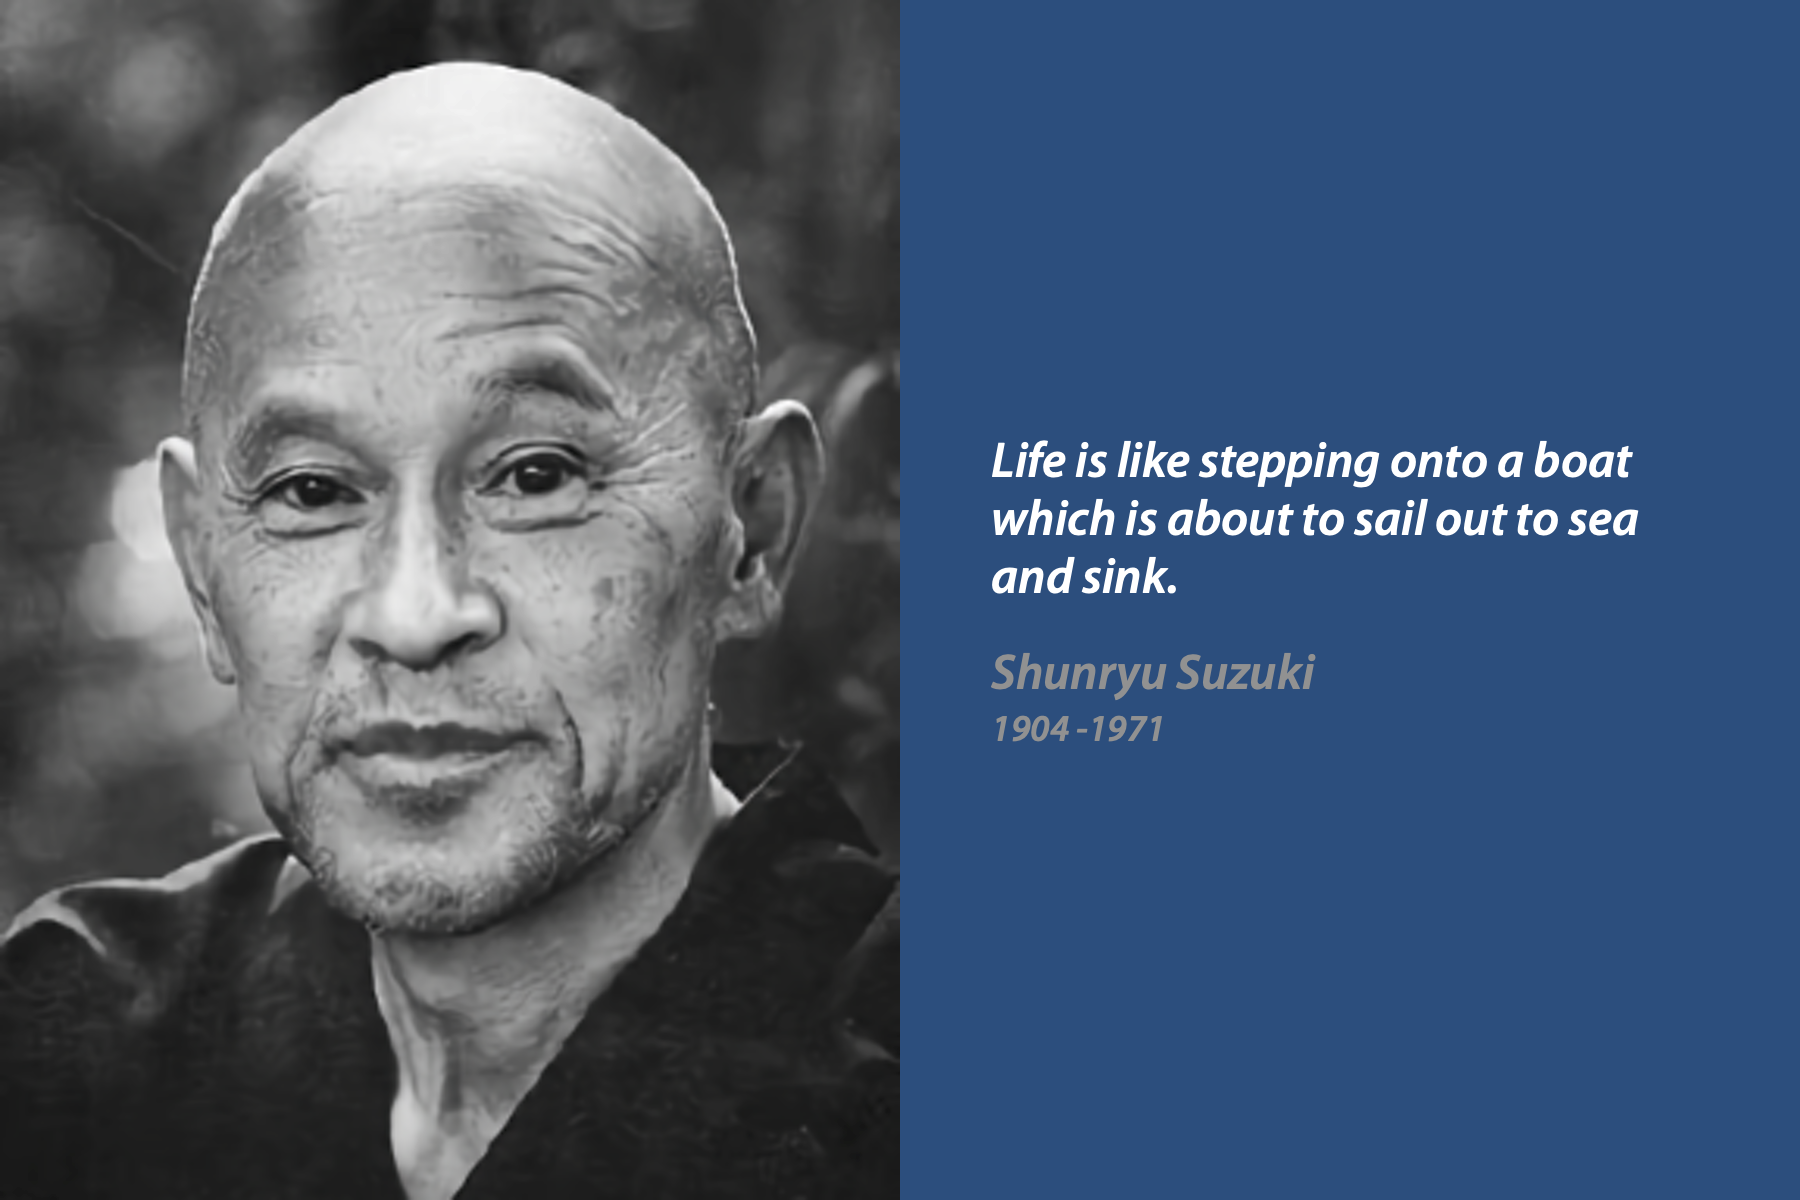 Life is like stepping onto a boat
which is about to sail out to sea
and sink.
Shunryu Suzuki
1904 -1971